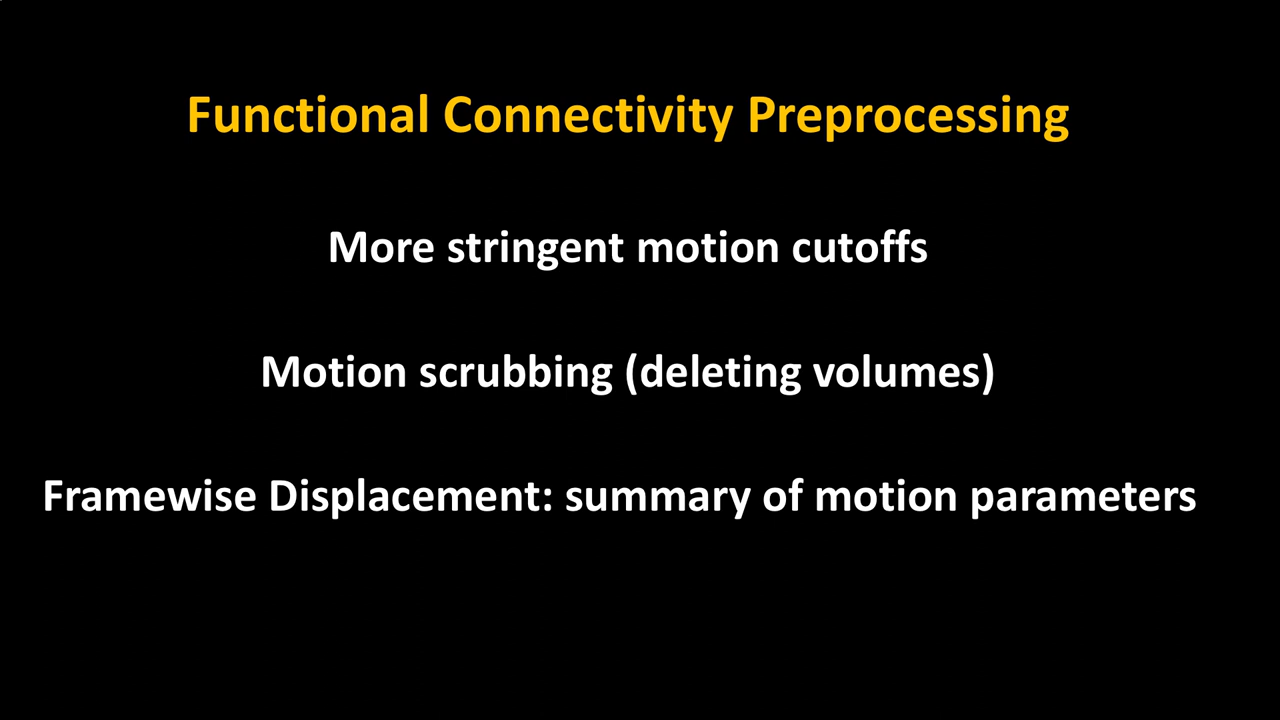 Functional Connectivity Preprocessing
More stringent motion cutoffs
Motion scrubbing (deleting volumes)
Framewise Displacement: summary of motion parameters